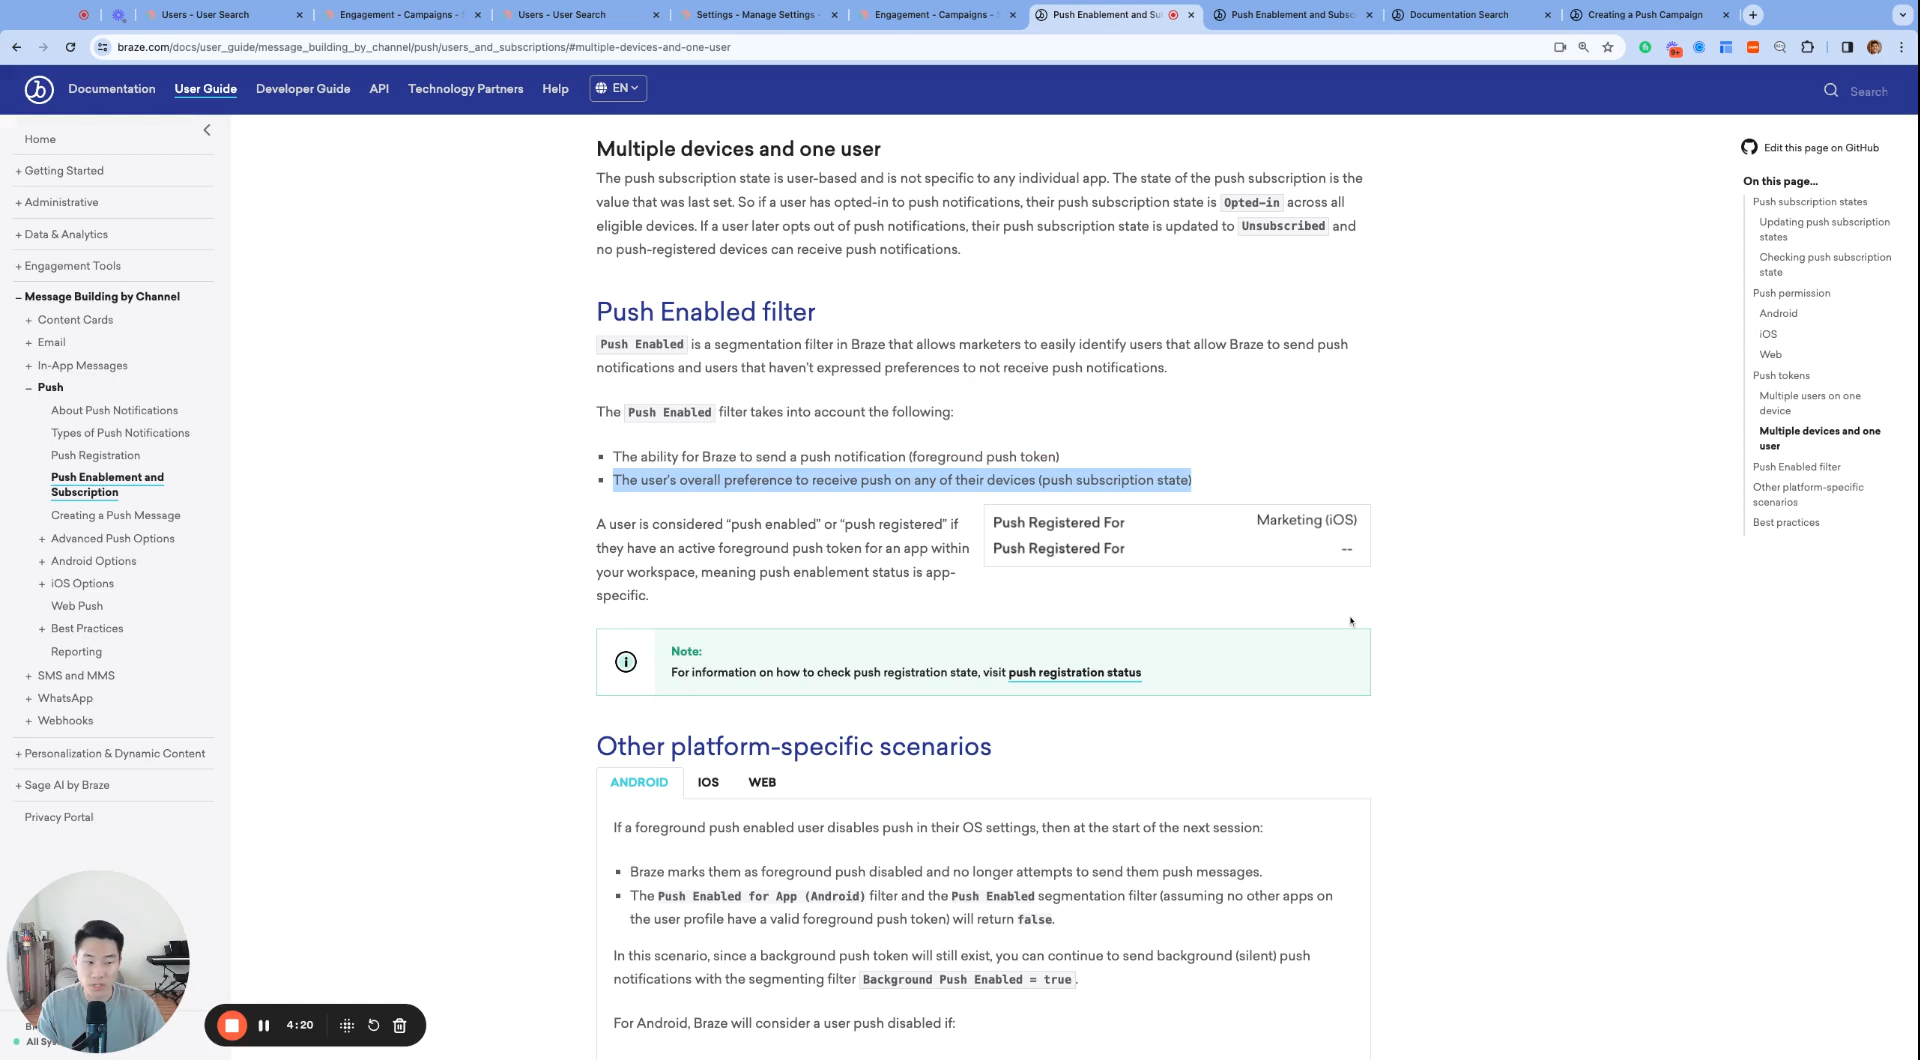 Users - User Search
Engagement - Campaigns -
Users - User Search
Settings - Manage Settings -
Engagement - Campaigns -
Push Enablement and Su
Push Enablement and Subsc
Documentation Search
Creating a Push Campaign
braze.com/docs/user_guide/message_building_by_channel/push/users_and_subscriptions/#multiple-devices-and-one-user
9+
Documentation
User Guide
Developer Guide
API
Technology Partners
Help
EN
Search
Home
+ Getting Started
+ Administrative
+ Data & Analytics
+ Engagement Tools
– Message Building by Channel
+ Content Cards
+ Email
+ In-App Messages
– Push
About Push Notifications
Types of Push Notifications
Push Registration
Push Enablement and
Subscription
Creating a Push Message
+ Advanced Push Options
+ Android Options
+ iOS Options
Web Push
+ Best Practices
Reporting
+ SMS and MMS
+ WhatsApp
+ Webhooks
+ Personalization & Dynamic Content
+ Sage AI by Braze
Privacy Portal
All Sys
4:20
Multiple devices and one user
The push subscription state is user-based and is not specific to any individual app. The state of the push subscription is the
value that was last set. So if a user has opted-in to push notifications, their push subscription state is Opted-in across all
eligible devices. If a user later opts out of push notifications, their push subscription state is updated to Unsubscribed and
no push-registered devices can receive push notifications.
Push Enabled filter
Push Enabled is a segmentation filter in Braze that allows marketers to easily identify users that allow Braze to send push
notifications and users that haven't expressed preferences to not receive push notifications.
The Push Enabled filter takes into account the following:
▪ The ability for Braze to send a push notification (foreground push token)
▪ The user's overall preference to receive push on any of their devices (push subscription state)
A user is considered "push enabled" or "push registered" if
they have an active foreground push token for an app within
your workspace, meaning push enablement status is app-
specific.
Push Registered For Marketing (iOS)
Push Registered For --
Note:
For information on how to check push registration state, visit push registration status
Other platform-specific scenarios
ANDROID IOS WEB
If a foreground push enabled user disables push in their OS settings, then at the start of the next session:
▪ Braze marks them as foreground push disabled and no longer attempts to send them push messages.
▪ The Push Enabled for App (Android) filter and the Push Enabled segmentation filter (assuming no other apps on
the user profile have a valid foreground push token) will return false.
In this scenario, since a background push token will still exist, you can continue to send background (silent) push
notifications with the segmenting filter Background Push Enabled = true.
For Android, Braze will consider a user push disabled if:
Edit this page on GitHub
On this page...
Push subscription states
Updating push subscription
states
Checking push subscription
state
Push permission
Android
iOS
Web
Push tokens
Multiple users on one
device
Multiple devices and one
user
Push Enabled filter
Other platform-specific
scenarios
Best practices